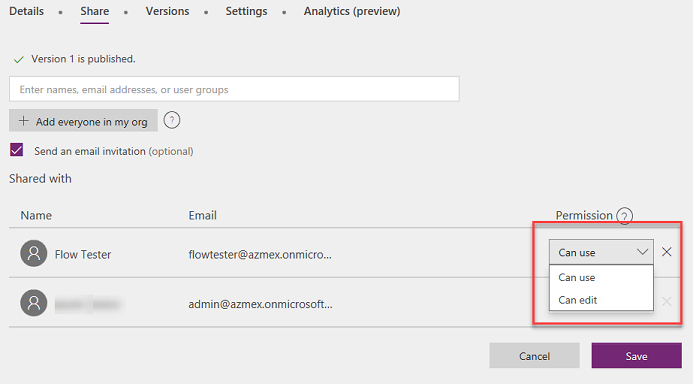 Details • Share • Versions • Settings • Analytics (preview)
Version 1 is published.
Enter names, email addresses, or user groups
+ Add everyone in my org ?
Send an email invitation (optional)
Shared with
Name Email Permission ?
Flow Tester flowtester@azmex.onmicro... Can use
Can use
Can edit
admin@azmex.onmicrosoft...
Cancel Save